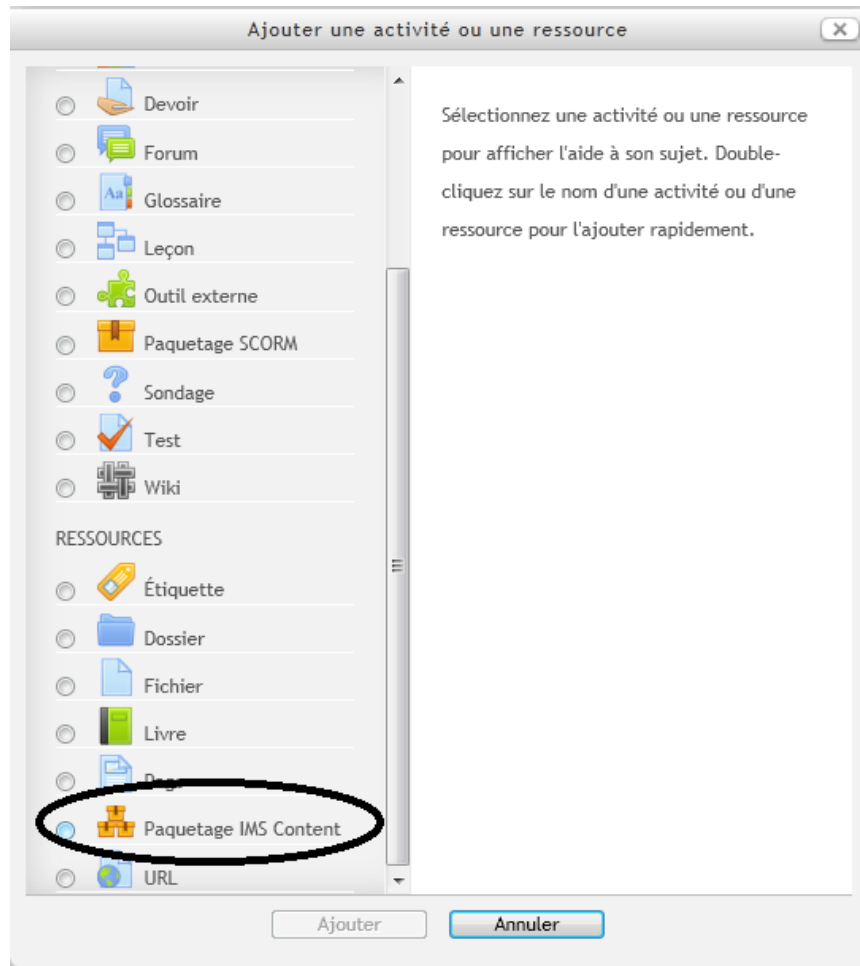 Ajouter une activité ou une ressource
Devoir
Forum
Aa
Glossaire
Leçon
Outil externe
Paquetage SCORM
Sondage
Test
Wiki
RESSOURCES
Étiquette
Dossier
Fichier
Livre
Page
Paquetage IMS Content
URL
Sélectionnez une activité ou une ressource
pour afficher l'aide à son sujet. Double-
cliquez sur le nom d'une activité ou d'une
ressource pour l'ajouter rapidement.
Ajouter
Annuler